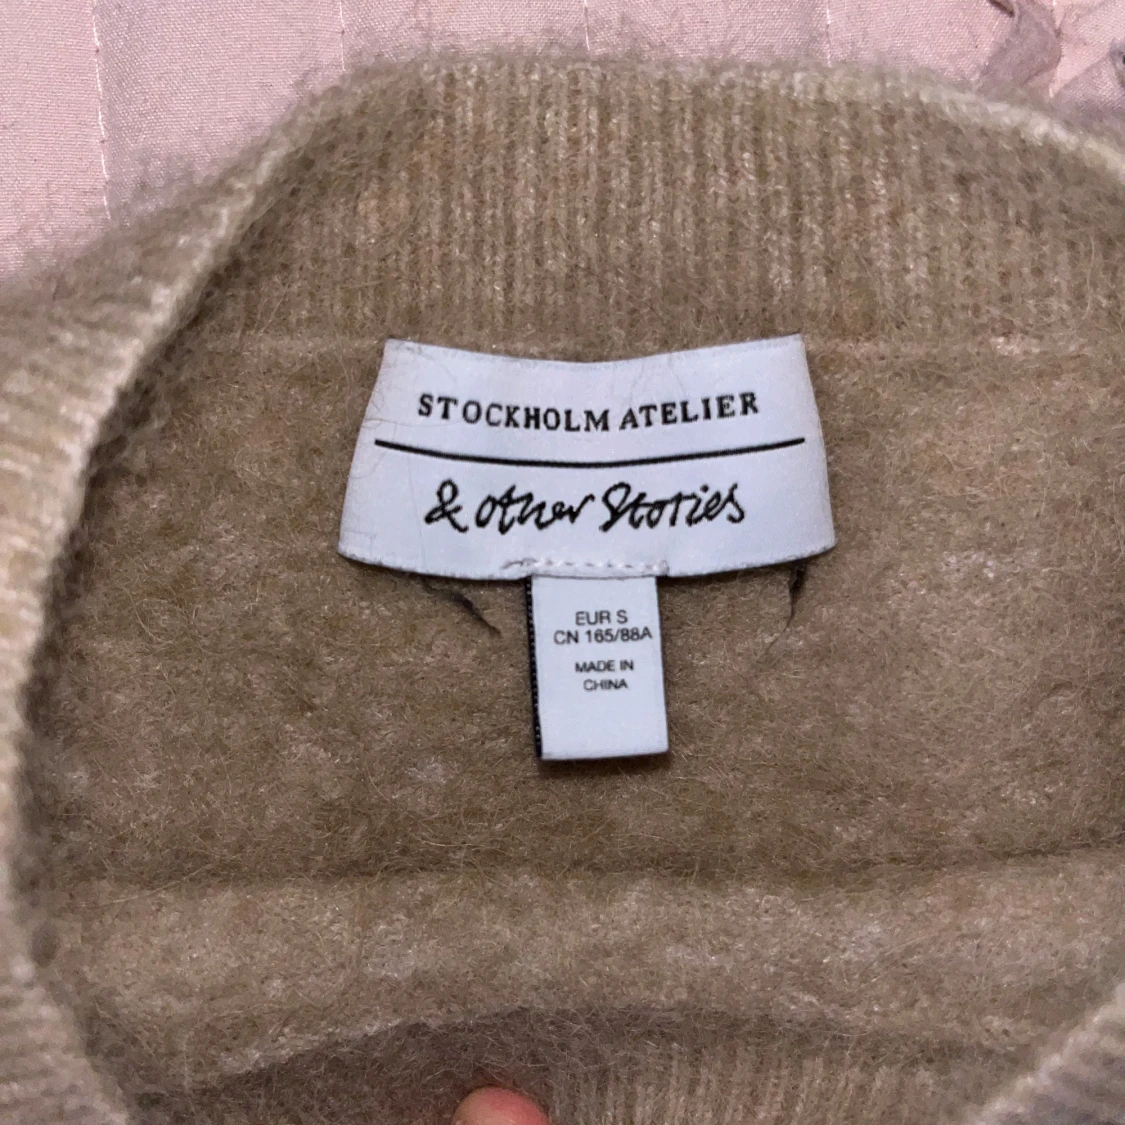 STOCKHOLM ATELIER
& other Stories
EUR S
CN 165/88A
MADE IN
CHINA